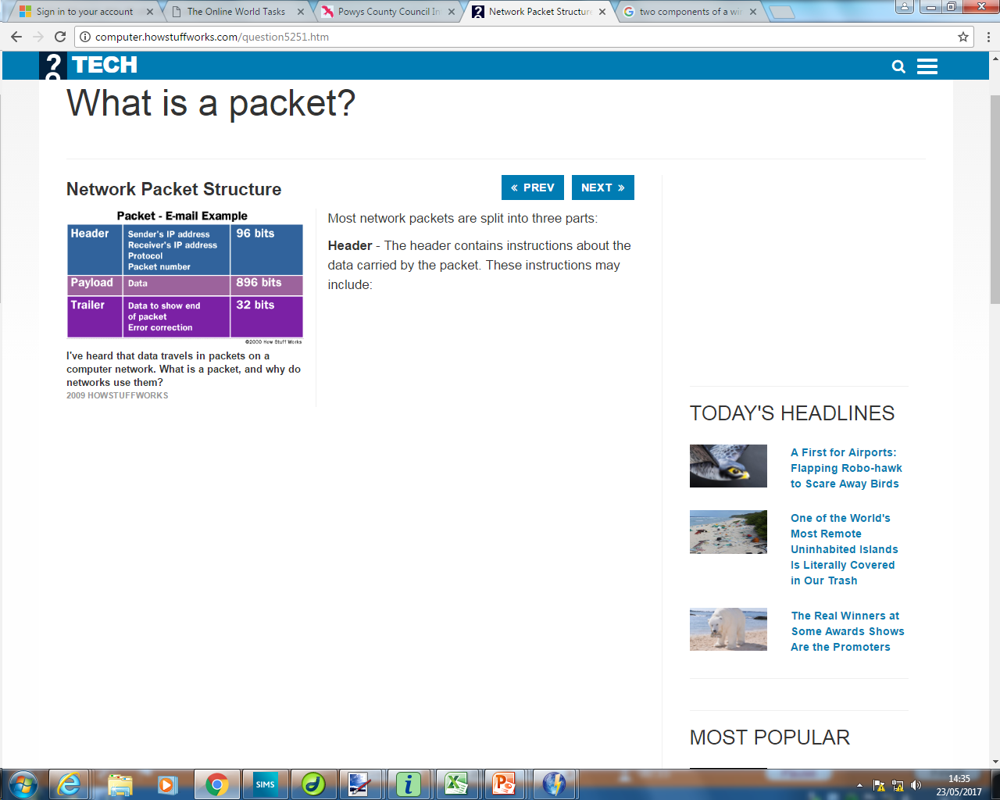 Sign in to your account
The Online World Tasks
Powys County Council In
Network Packet Structure
two components of a wi
computer.howstuffworks.com/question5251.htm
TECH
What is a packet?
Network Packet Structure
« PREV
NEXT »
Packet - E-mail Example
Header
Sender's IP address
Receiver's IP address
Protocol
Packet number
96 bits
Payload
Data
896 bits
Trailer
Data to show end
of packet
Error correction
32 bits
©2000 How Stuff Works
I've heard that data travels in packets on a
computer network. What is a packet, and why do
networks use them?
2009 HOWSTUFFWORKS
Most network packets are split into three parts:
Header - The header contains instructions about the
data carried by the packet. These instructions may
include:
TODAY'S HEADLINES
A First for Airports:
Flapping Robo-hawk
to Scare Away Birds
One of the World's
Most Remote
Uninhabited Islands
Is Literally Covered
in Our Trash
The Real Winners at
Some Awards Shows
Are the Promoters
MOST POPULAR
SIMS
14:35
23/05/2017